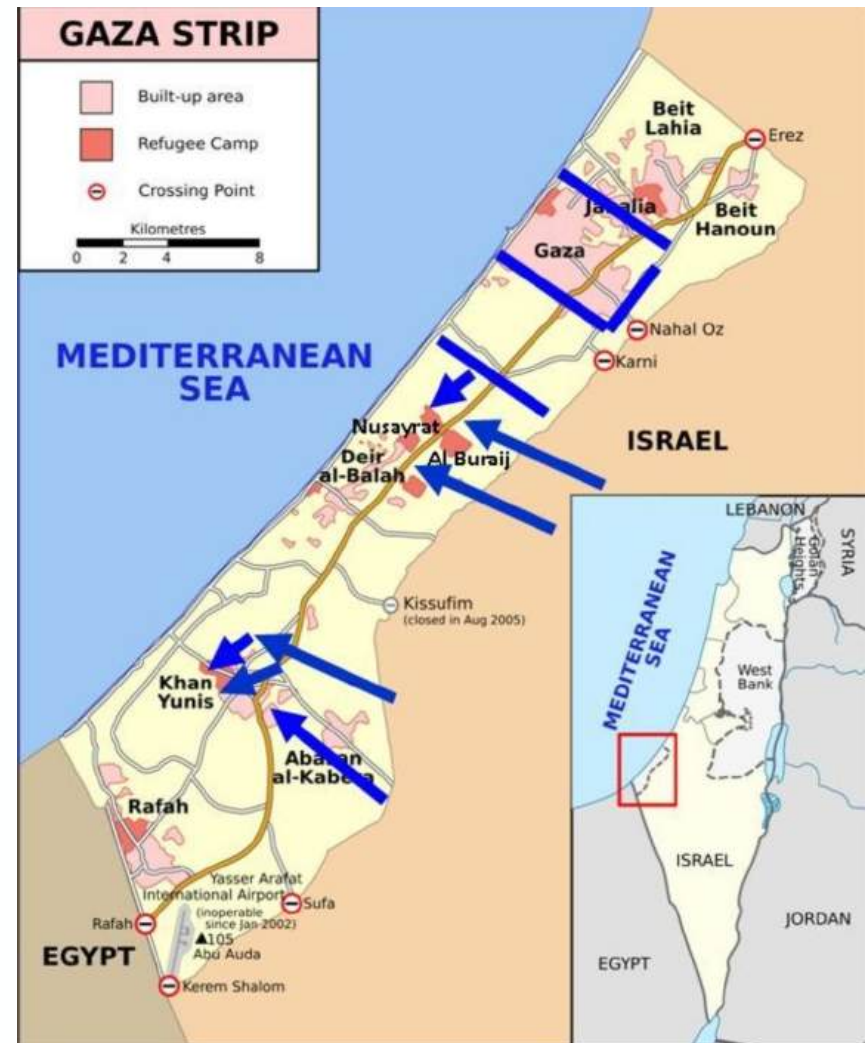 GAZA STRIP
Built-up area
Refugee Camp
Crossing Point
Kilometres
0 2 4 8
Beit
Lahia
Erez
Jabalia
Beit
Hanoun
Gaza
Nahal Oz
Karni
MEDITERRANEAN
SEA
Nusayrat
Deir
al-Balah
Al Buraij
ISRAEL
Kissufim
(closed in Aug 2005)
Khan
Yunis
Abasan
al-Kabera
Rafah
Yasser Arafat
International Airport
(inoperable
since Jan 2002)
Sufa
Rafah
105
Abu Auda
EGYPT
Kerem Shalom
LEBANON
SYRIA
Golan
Heights
MEDITERRANEAN
SEA
West
Bank
ISRAEL
JORDAN
EGYPT